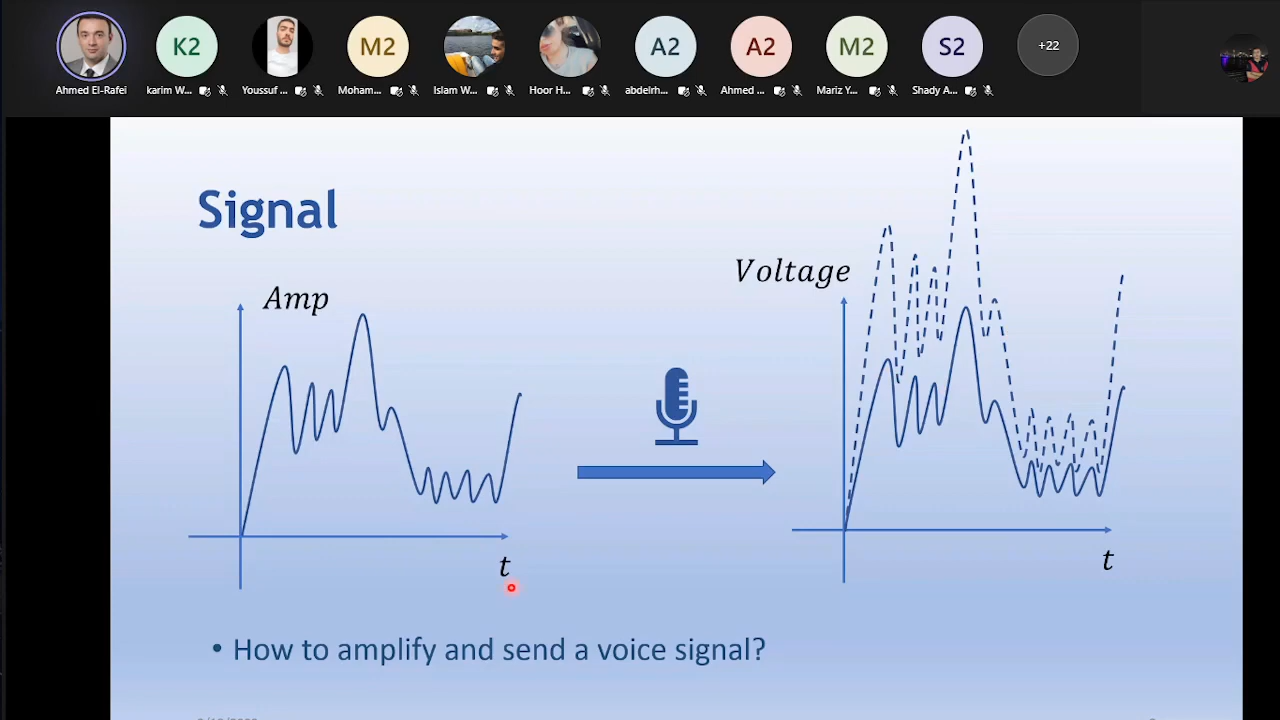 K2
M2
A2
A2
M2
S2
+22
Ahmed El-Rafei
karim W...
Youssuf ...
Moham...
Islam W...
Hoor H...
abdelrh...
Ahmed ...
Mariz Y...
Shady A...
Signal
Amp
t
Voltage
t
• How to amplify and send a voice signal?